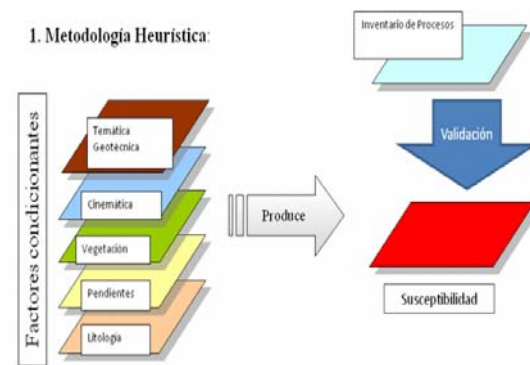 1. Metodología Heurística:
Inventario de Procesos
Factores condicionantes
Temática
Geotécnica
Cinemática
Vegetación
Pendientes
Litología
Produce
Validación
Susceptibilidad